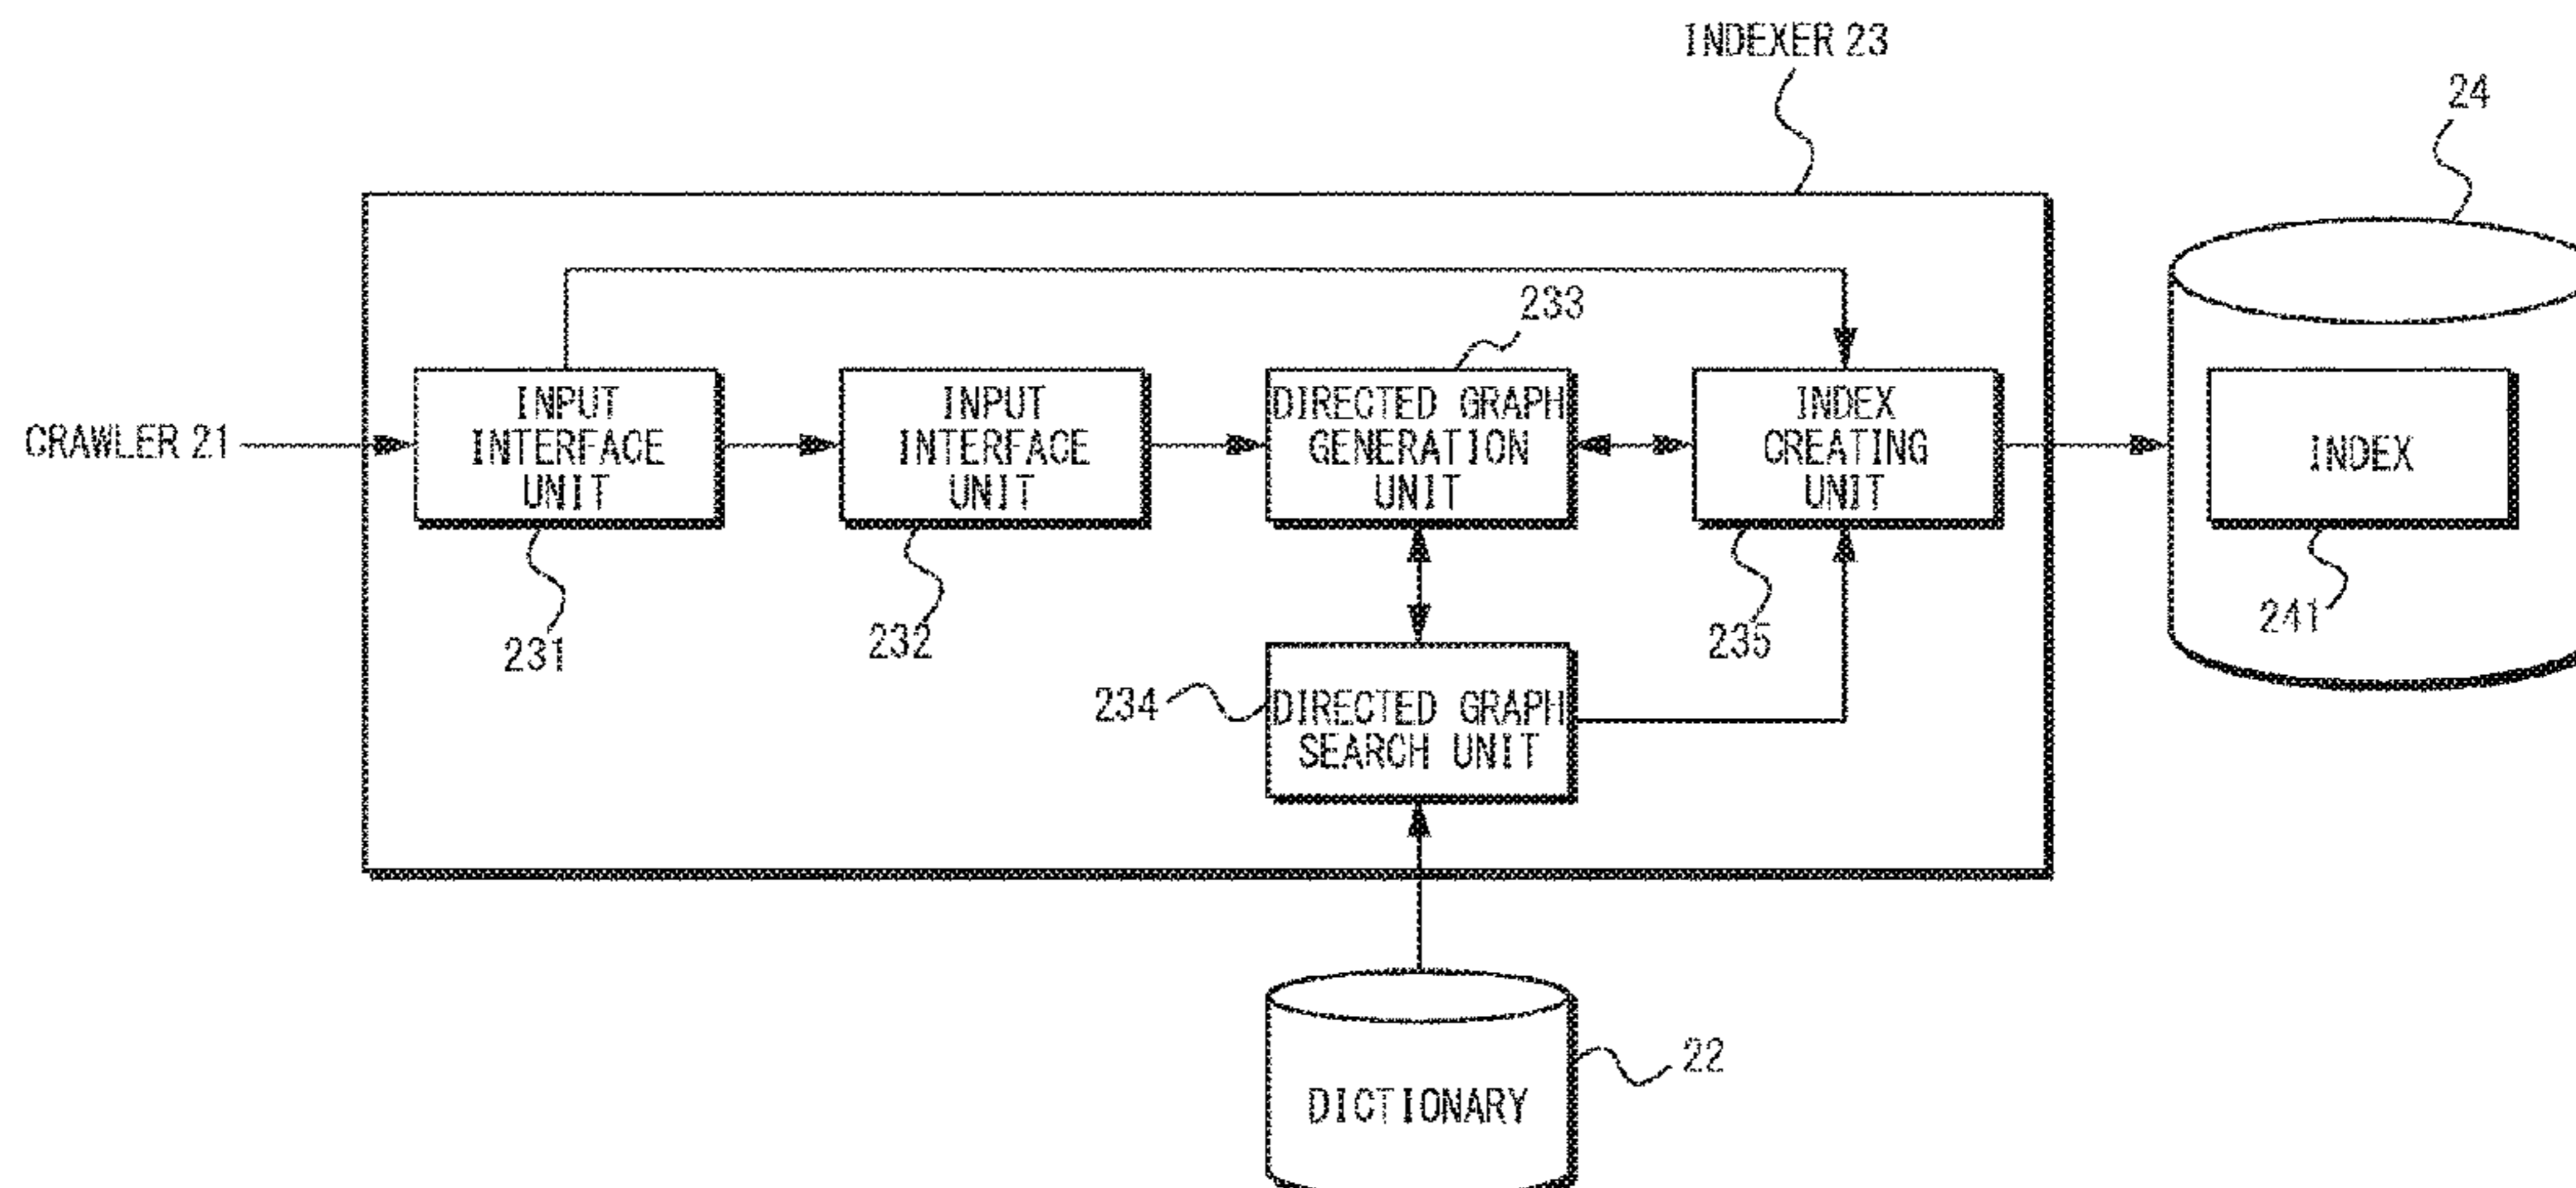 INDEXER 23
24
233
CRAWLER 21
INPUT
INTERFACE
UNIT
INPUT
INTERFACE
UNIT
DIRECTED GRAPH
GENERATION
UNIT
INDEX
CREATING
UNIT
INDEX
231
232
235
241
234
DIRECTED GRAPH
SEARCH UNIT
22
DICTIONARY